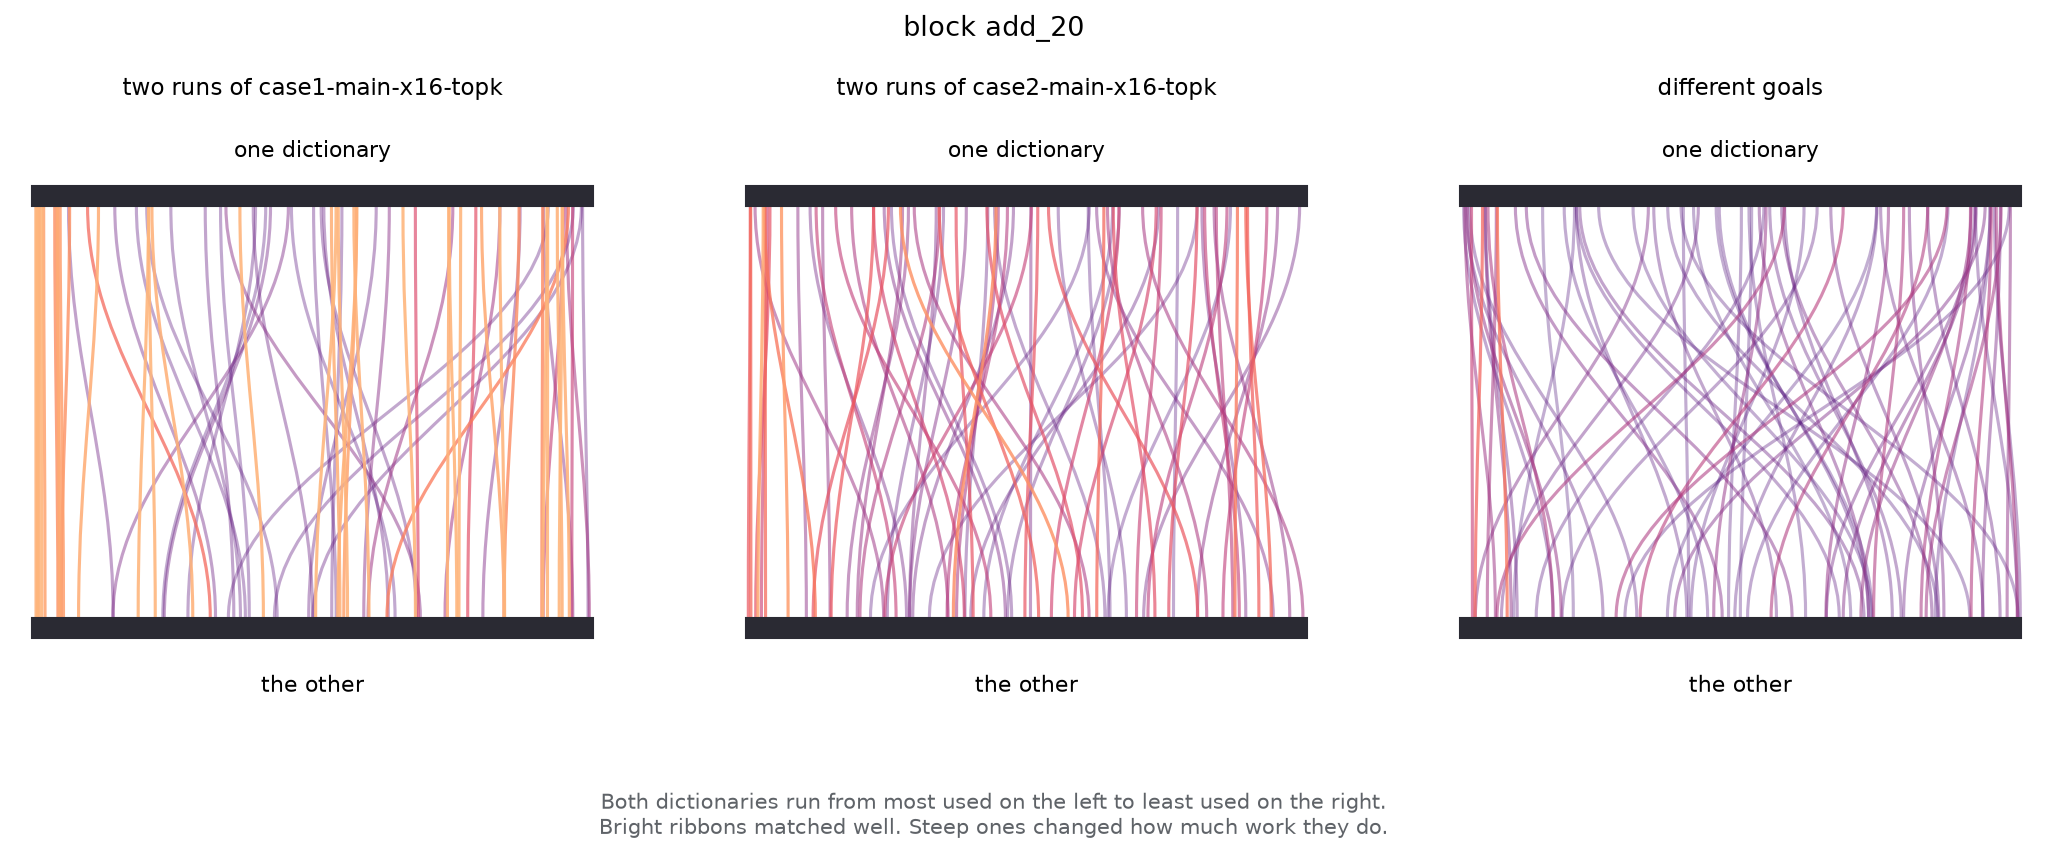 block add_20
two runs of case1-main-x16-topk
two runs of case2-main-x16-topk
different goals
one dictionary
one dictionary
one dictionary
the other
the other
the other
Both dictionaries run from most used on the left to least used on the right.
Bright ribbons matched well. Steep ones changed how much work they do.